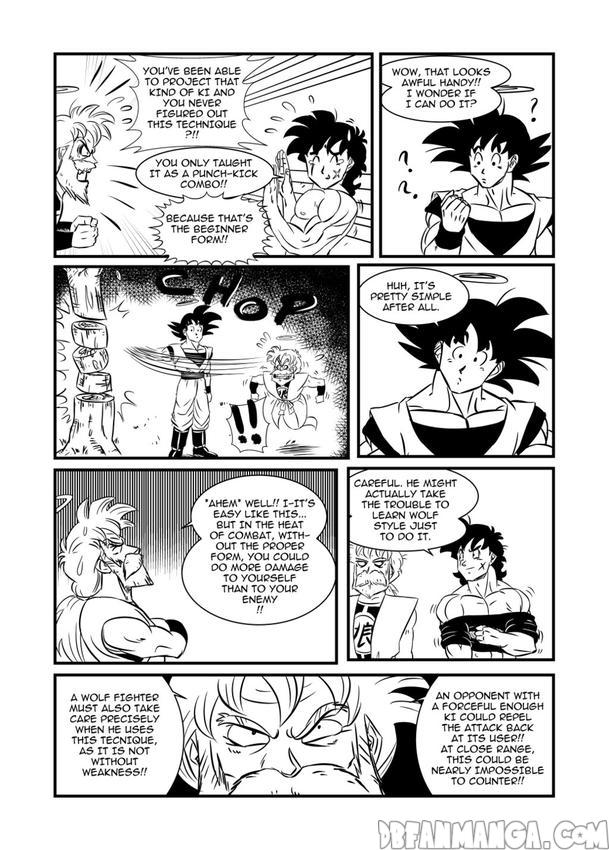 YOU'VE BEEN ABLE
TO PROJECT THAT
KIND OF KI AND
YOU NEVER
FIGURED OUT
THIS TECHNIQUE
?!!
YOU ONLY TAUGHT
IT AS A PUNCH-KICK
COMBO!!
BECAUSE THAT'S
THE BEGINNER
FORM!!
WOW, THAT LOOKS
AWFUL HANDY!!
I WONDER IF
I CAN DO IT?
?
?
?
CHOP
!!
HUH, IT'S
PRETTY SIMPLE
AFTER ALL.
"AHEM" WELL!! I-IT'S
EASY LIKE THIS...
BUT IN THE HEAT
OF COMBAT, WITH-
OUT THE PROPER
FORM, YOU COULD
DO MORE DAMAGE
TO YOURSELF
THAN TO YOUR
ENEMY
!!
CAREFUL. HE MIGHT
ACTUALLY TAKE
THE TROUBLE TO
LEARN WOLF
STYLE JUST
TO DO IT.
A WOLF FIGHTER
MUST ALSO TAKE
CARE PRECISELY
WHEN HE USES
THIS TECNIQUE,
AS IT IS NOT
WITHOUT
WEAKNESS!!
AN OPPONENT WITH
A FORCEFUL ENOUGH
KI COULD REPEL
THE ATTACK BACK
AT ITS USER!!
AT CLOSE RANGE,
THIS COULD BE
NEARLY IMPOSSIBLE
TO COUNTER!!
DBFANMANGA.COM